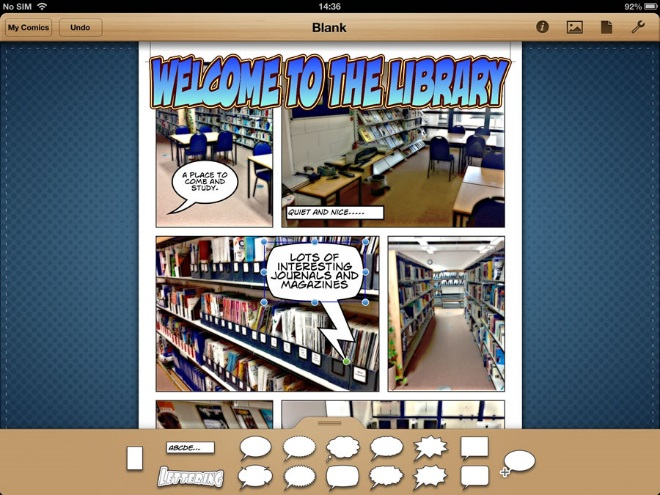 No SIM 14:36 92%
My Comics Undo Blank
WELCOME TO THE LIBRARY
A PLACE TO
COME AND
STUDY.
QUIET AND NICE.....
LOTS OF
INTERESTING
JOURNALS AND
MAGAZINES
ABCDE...
LETTERING